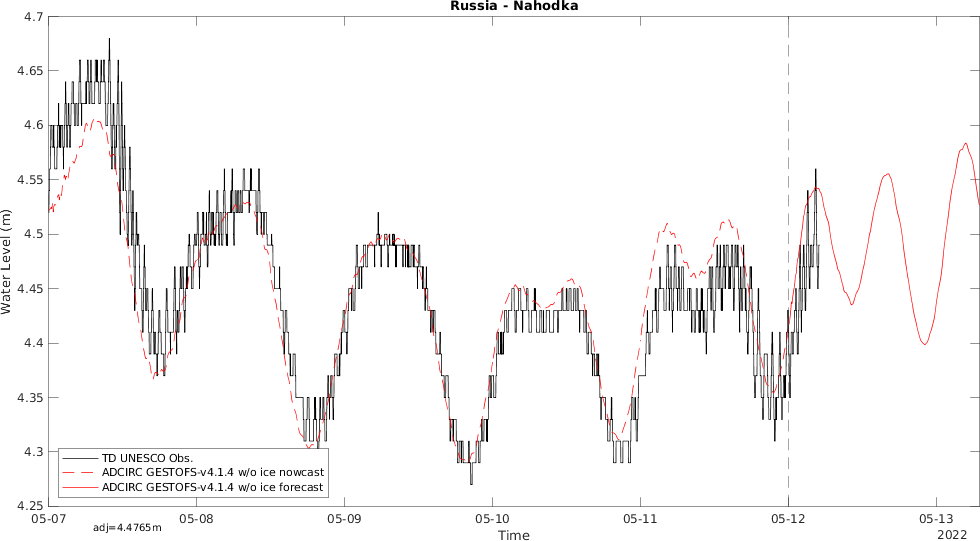 Russia - Nahodka
4.7
4.65
4.6
4.55
4.5
4.45
4.4
4.35
4.3
4.25
Water Level (m)
TD UNESCO Obs.
ADCIRC GESTOFS-v4.1.4 w/o ice nowcast
ADCIRC GESTOFS-v4.1.4 w/o ice forecast
05-07 05-08 05-09 05-10 05-11 05-12 05-13
adj=4.4765m
Time
2022